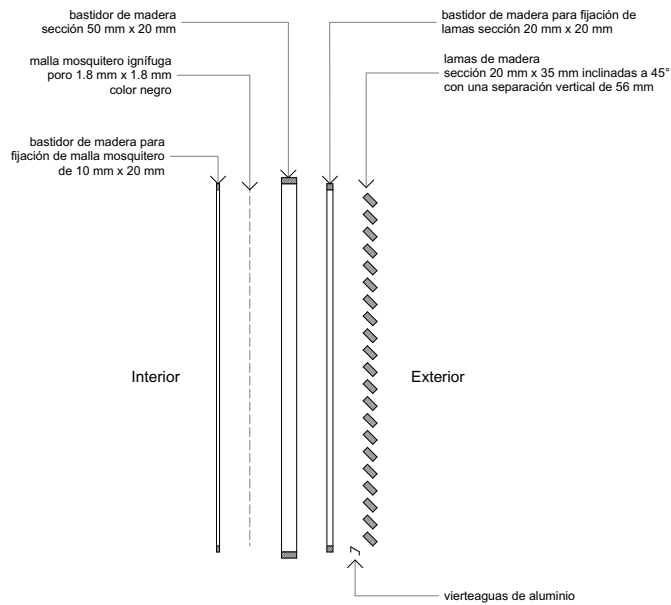 bastidor de madera
sección 50 mm x 20 mm
malla mosquitero ignífuga
poro 1.8 mm x 1.8 mm
color negro
bastidor de madera para
fijación de malla mosquitero
de 10 mm x 20 mm
bastidor de madera para fijación de
lamas sección 20 mm x 20 mm
lamas de madera
sección 20 mm x 35 mm inclinadas a 45°
con una separación vertical de 56 mm
Interior
Exterior
vierteaguas de aluminio